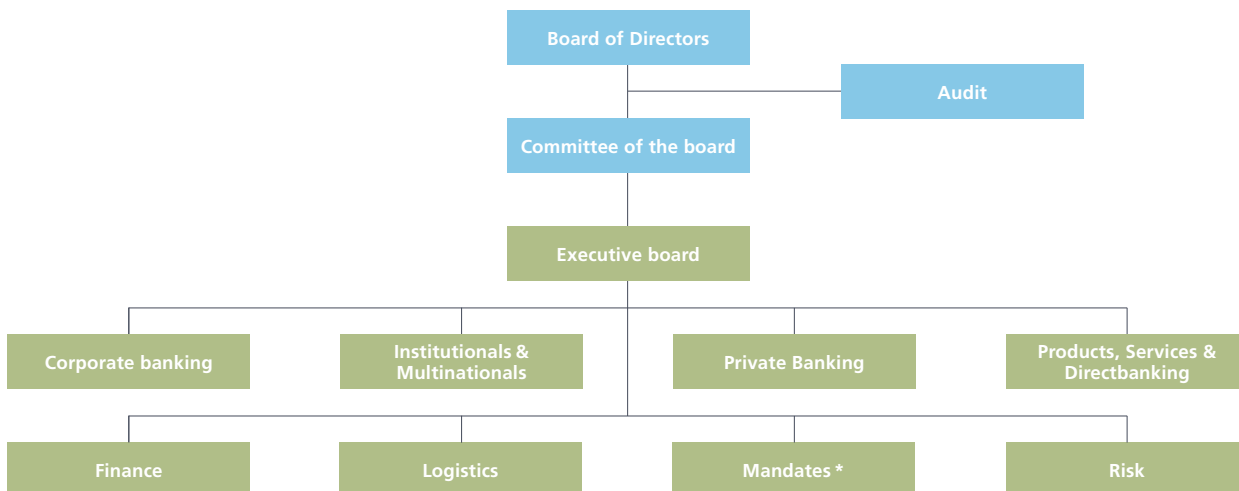 Board of Directors
Audit
Committee of the board
Executive board
Corporate banking
Institutionals &
Multinationals
Private Banking
Products, Services &
Directbanking
Finance
Logistics
Mandates *
Risk